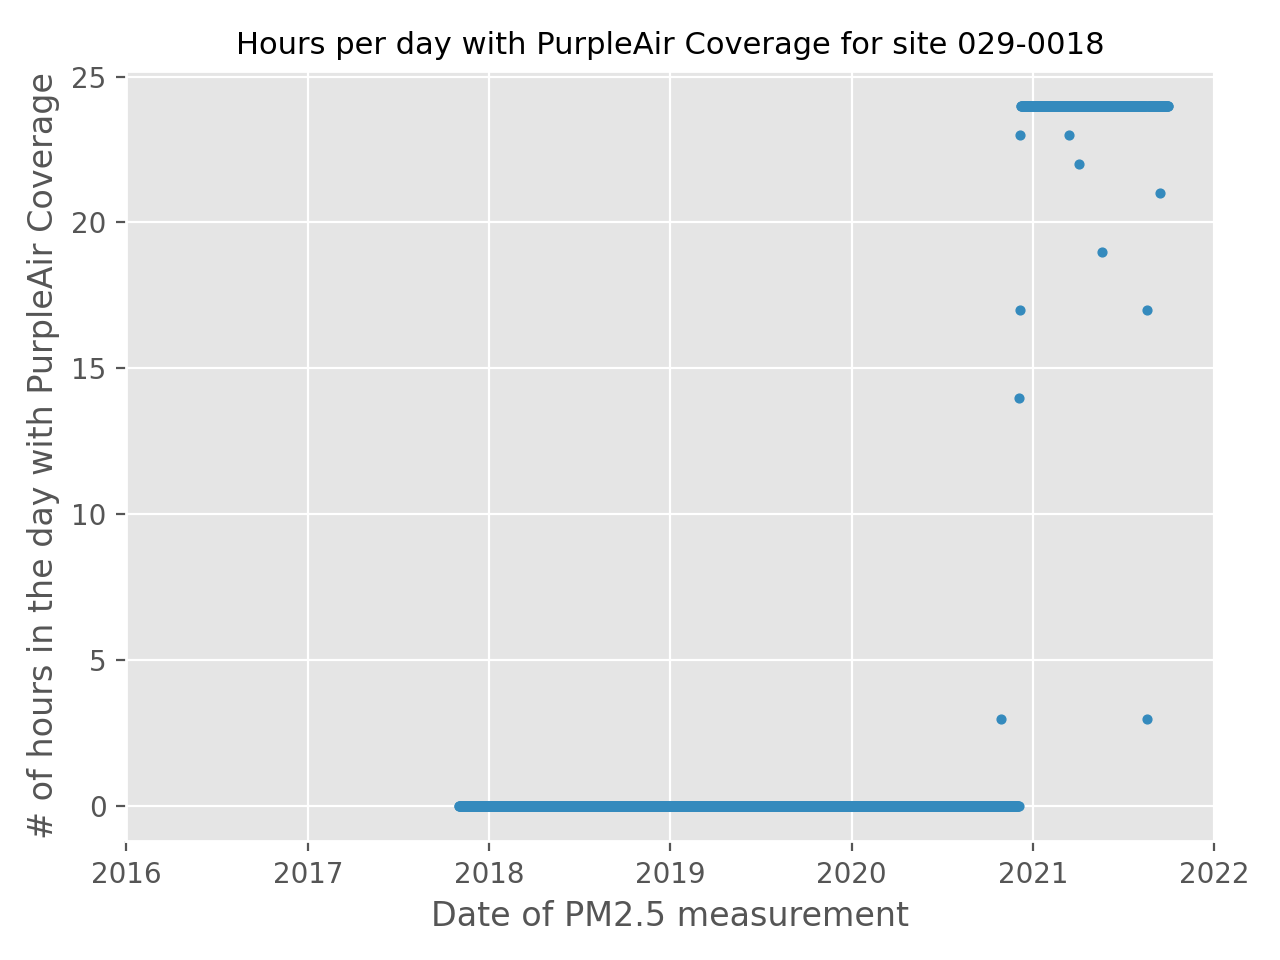 Hours per day with PurpleAir Coverage for site 029-0018
# of hours in the day with PurpleAir Coverage
25
20
15
10
5
0
2016 2017 2018 2019 2020 2021 2022
Date of PM2.5 measurement